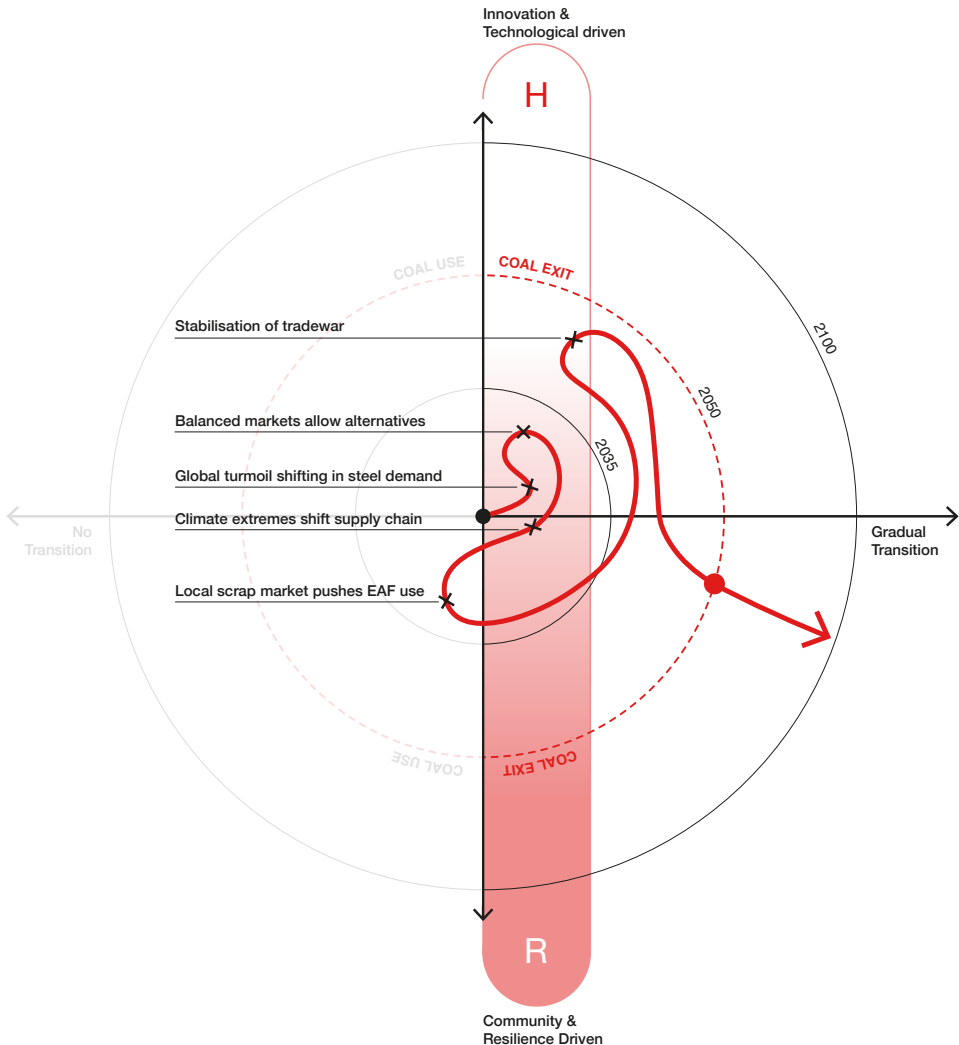 Innovation &
Technological driven
H
COAL USE
COAL EXIT
Stabilisation of tradewar
2100
2050
Balanced markets allow alternatives
2035
Global turmoil shifting in steel demand
Climate extremes shift supply chain
No
Transition
Gradual
Transition
Local scrap market pushes EAF use
COAL USE
COAL EXIT
R
Community &
Resilience Driven